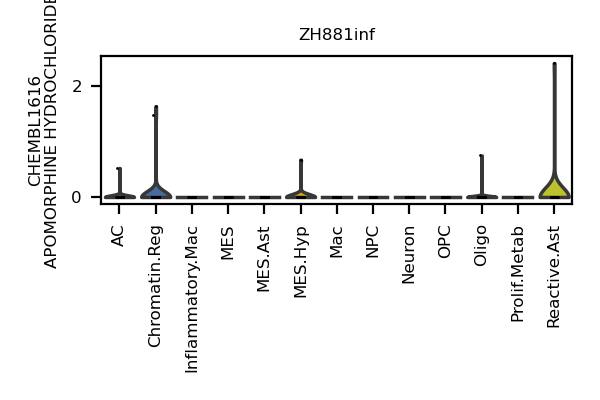 ZH881inf
CHEMBL1616
APOMORPHINE HYDROCHLORIDE
2
0
AC
Chromatin.Reg
Inflammatory.Mac
MES
MES.Ast
MES.Hyp
Mac
NPC
Neuron
OPC
Oligo
Prolif.Metab
Reactive.Ast